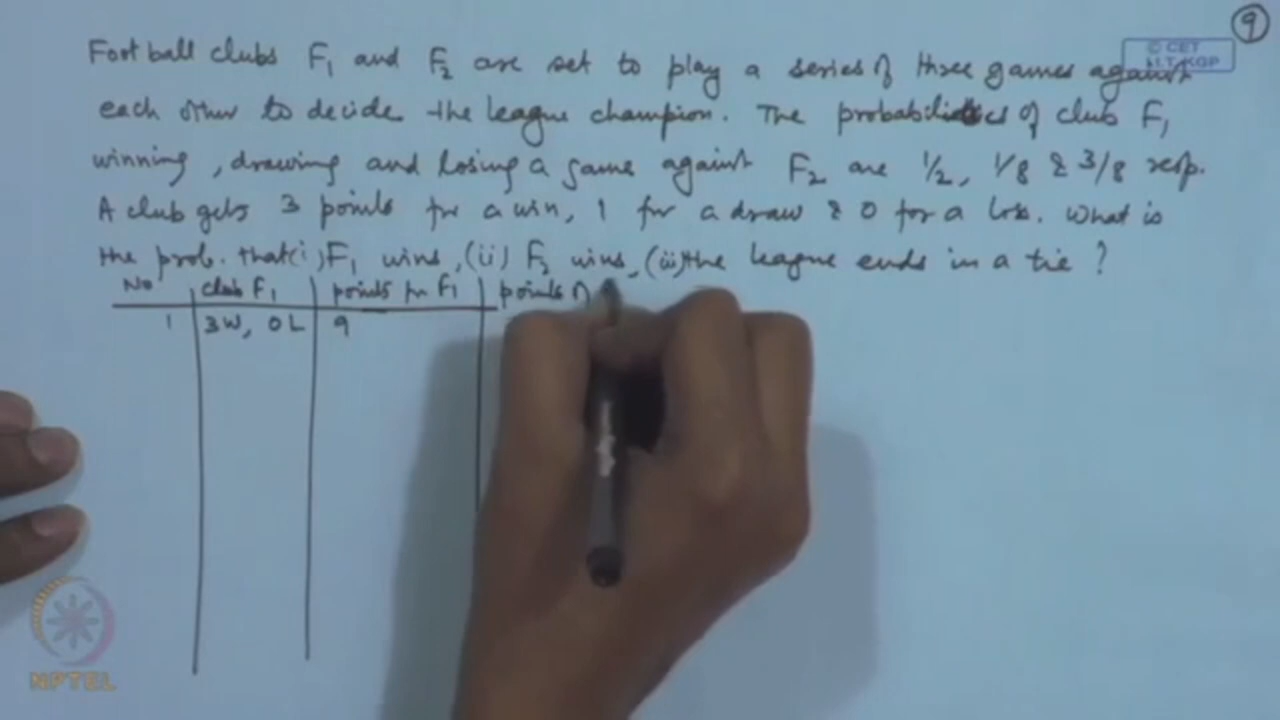 9
© CET
I.I.T. KGP
Football clubs F₁ and F₂ are set to play a series of three games against
each other to decide the league champion. The probabilities of club F₁
winning, drawing and losing a game against F₂ are 1/2, 1/8 & 3/8 resp.
A club gets 3 points for a win, 1 for a draw & 0 for a loss. What is
the prob. that (i) F₁ wins, (ii) F₂ wins, (iii) the league ends in a tie?
No club F₁ points for F₁ points of
1 3W, 0L 9
NPTEL